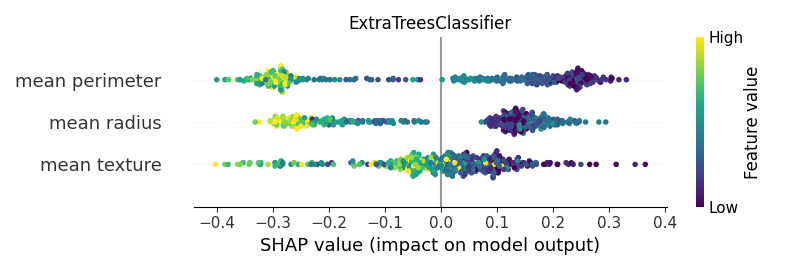 ExtraTreesClassifier
High
mean perimeter
mean radius
mean texture
Feature value
Low
−0.4 −0.3 −0.2 −0.1 0.0 0.1 0.2 0.3 0.4
SHAP value (impact on model output)